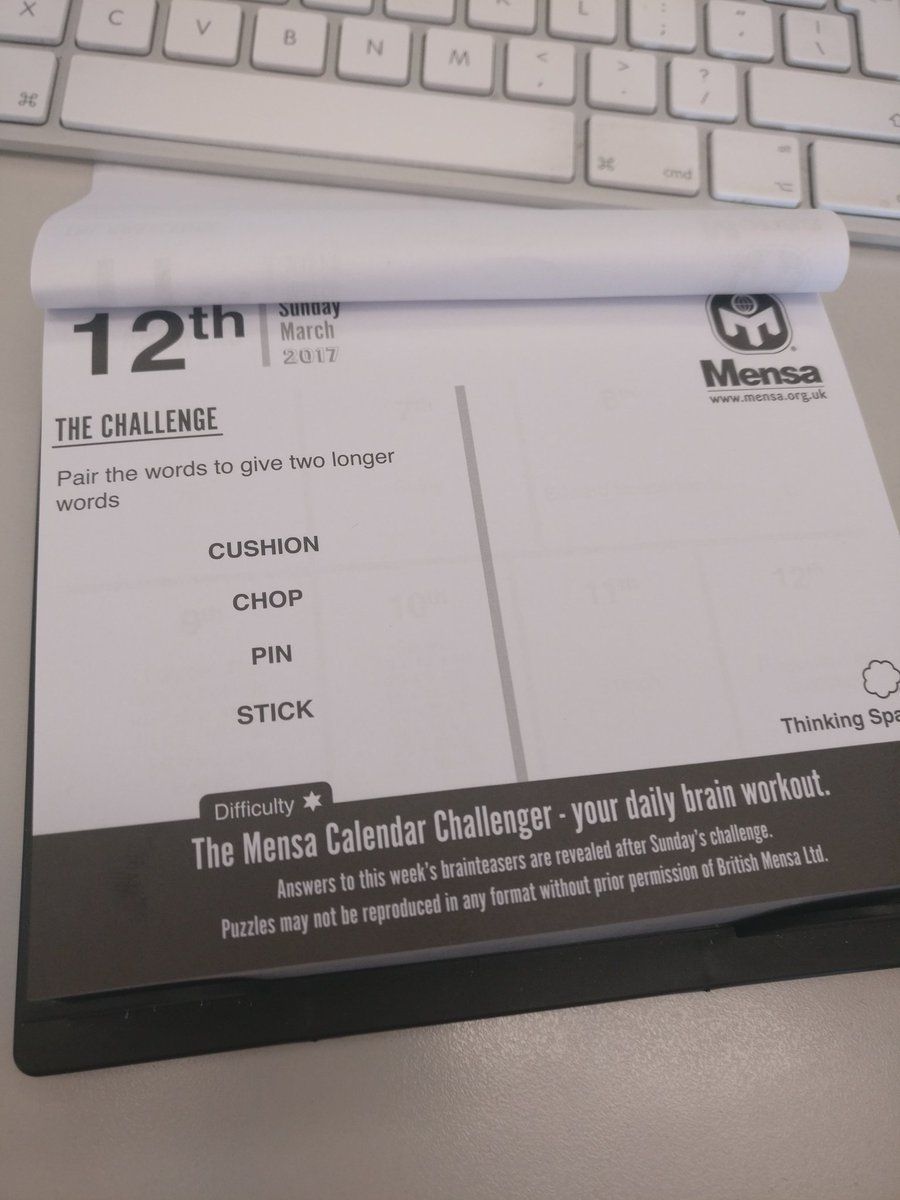 X C V B N M < , > . ? / K L : ; " | \
⌘ ⌘ cmd ⌥
12th
Sunday
March
2017
Mensa
www.mensa.org.uk
THE CHALLENGE
Pair the words to give two longer
words
CUSHION
CHOP
PIN
STICK
Thinking Spa
Difficulty
The Mensa Calendar Challenger - your daily brain workout.
Answers to this week's brainteasers are revealed after Sunday's challenge.
Puzzles may not be reproduced in any format without prior permission of British Mensa Ltd.